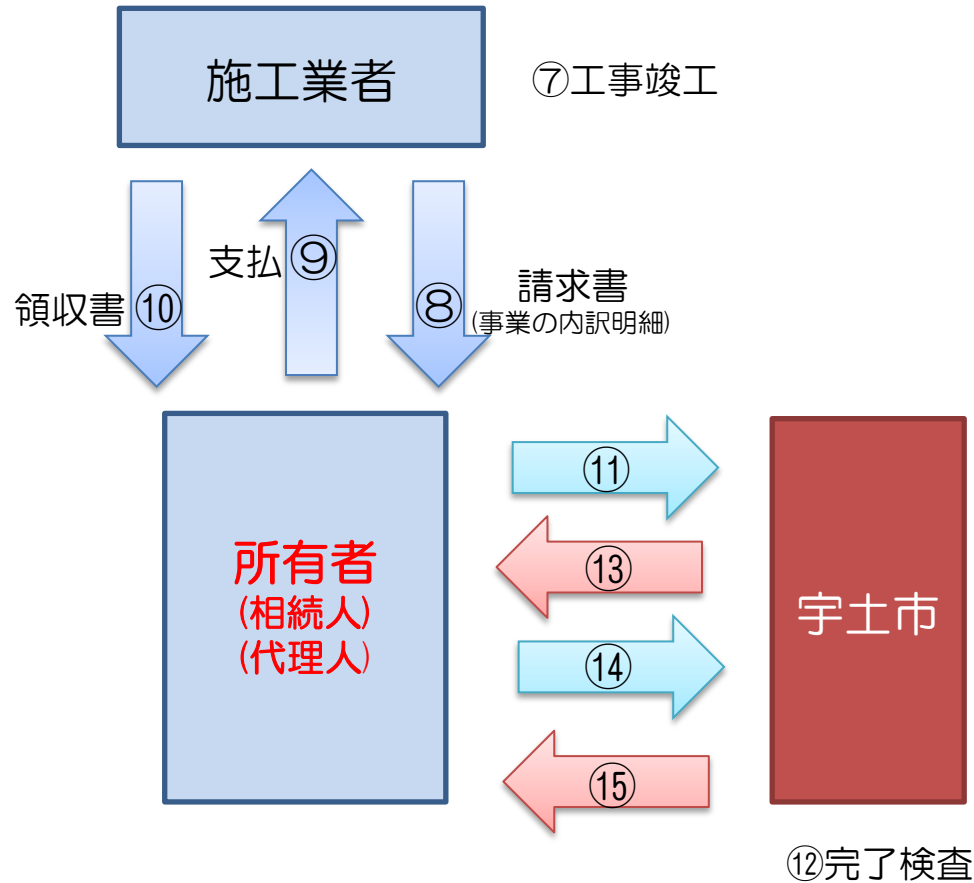 施工業者
⑦工事竣工
支払⑨
領収書⑩
⑧
請求書
(事業の内訳明細)
⑪
所有者
(相続人)
(代理人)
⑬
宇土市
⑭
⑮
⑫完了検査